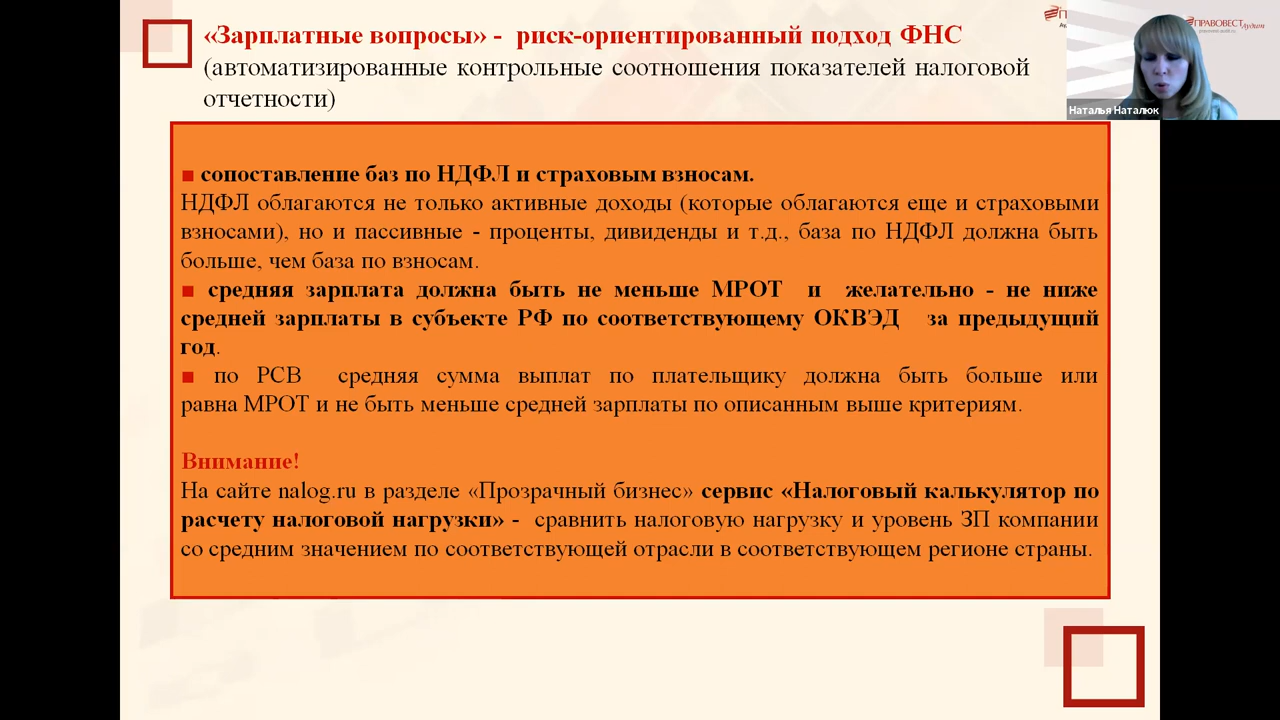 «Зарплатные вопросы» - риск-ориентированный подход ФНС
(автоматизированные контрольные соотношения показателей налоговой
отчетности)
ПРАВОВЕСТ Аудит
pravovest-audit.ru
Наталья Наталюк
■ сопоставление баз по НДФЛ и страховым взносам.
НДФЛ облагаются не только активные доходы (которые облагаются еще и страховыми
взносами), но и пассивные - проценты, дивиденды и т.д., база по НДФЛ должна быть
больше, чем база по взносам.
■ средняя зарплата должна быть не меньше МРОТ и желательно - не ниже
средней зарплаты в субъекте РФ по соответствующему ОКВЭД за предыдущий
год.
■ по РСВ средняя сумма выплат по плательщику должна быть больше или
равна МРОТ и не быть меньше средней зарплаты по описанным выше критериям.
Внимание!
На сайте nalog.ru в разделе «Прозрачный бизнес» сервис «Налоговый калькулятор по
расчету налоговой нагрузки» - сравнить налоговую нагрузку и уровень ЗП компании
со средним значением по соответствующей отрасли в соответствующем регионе страны.